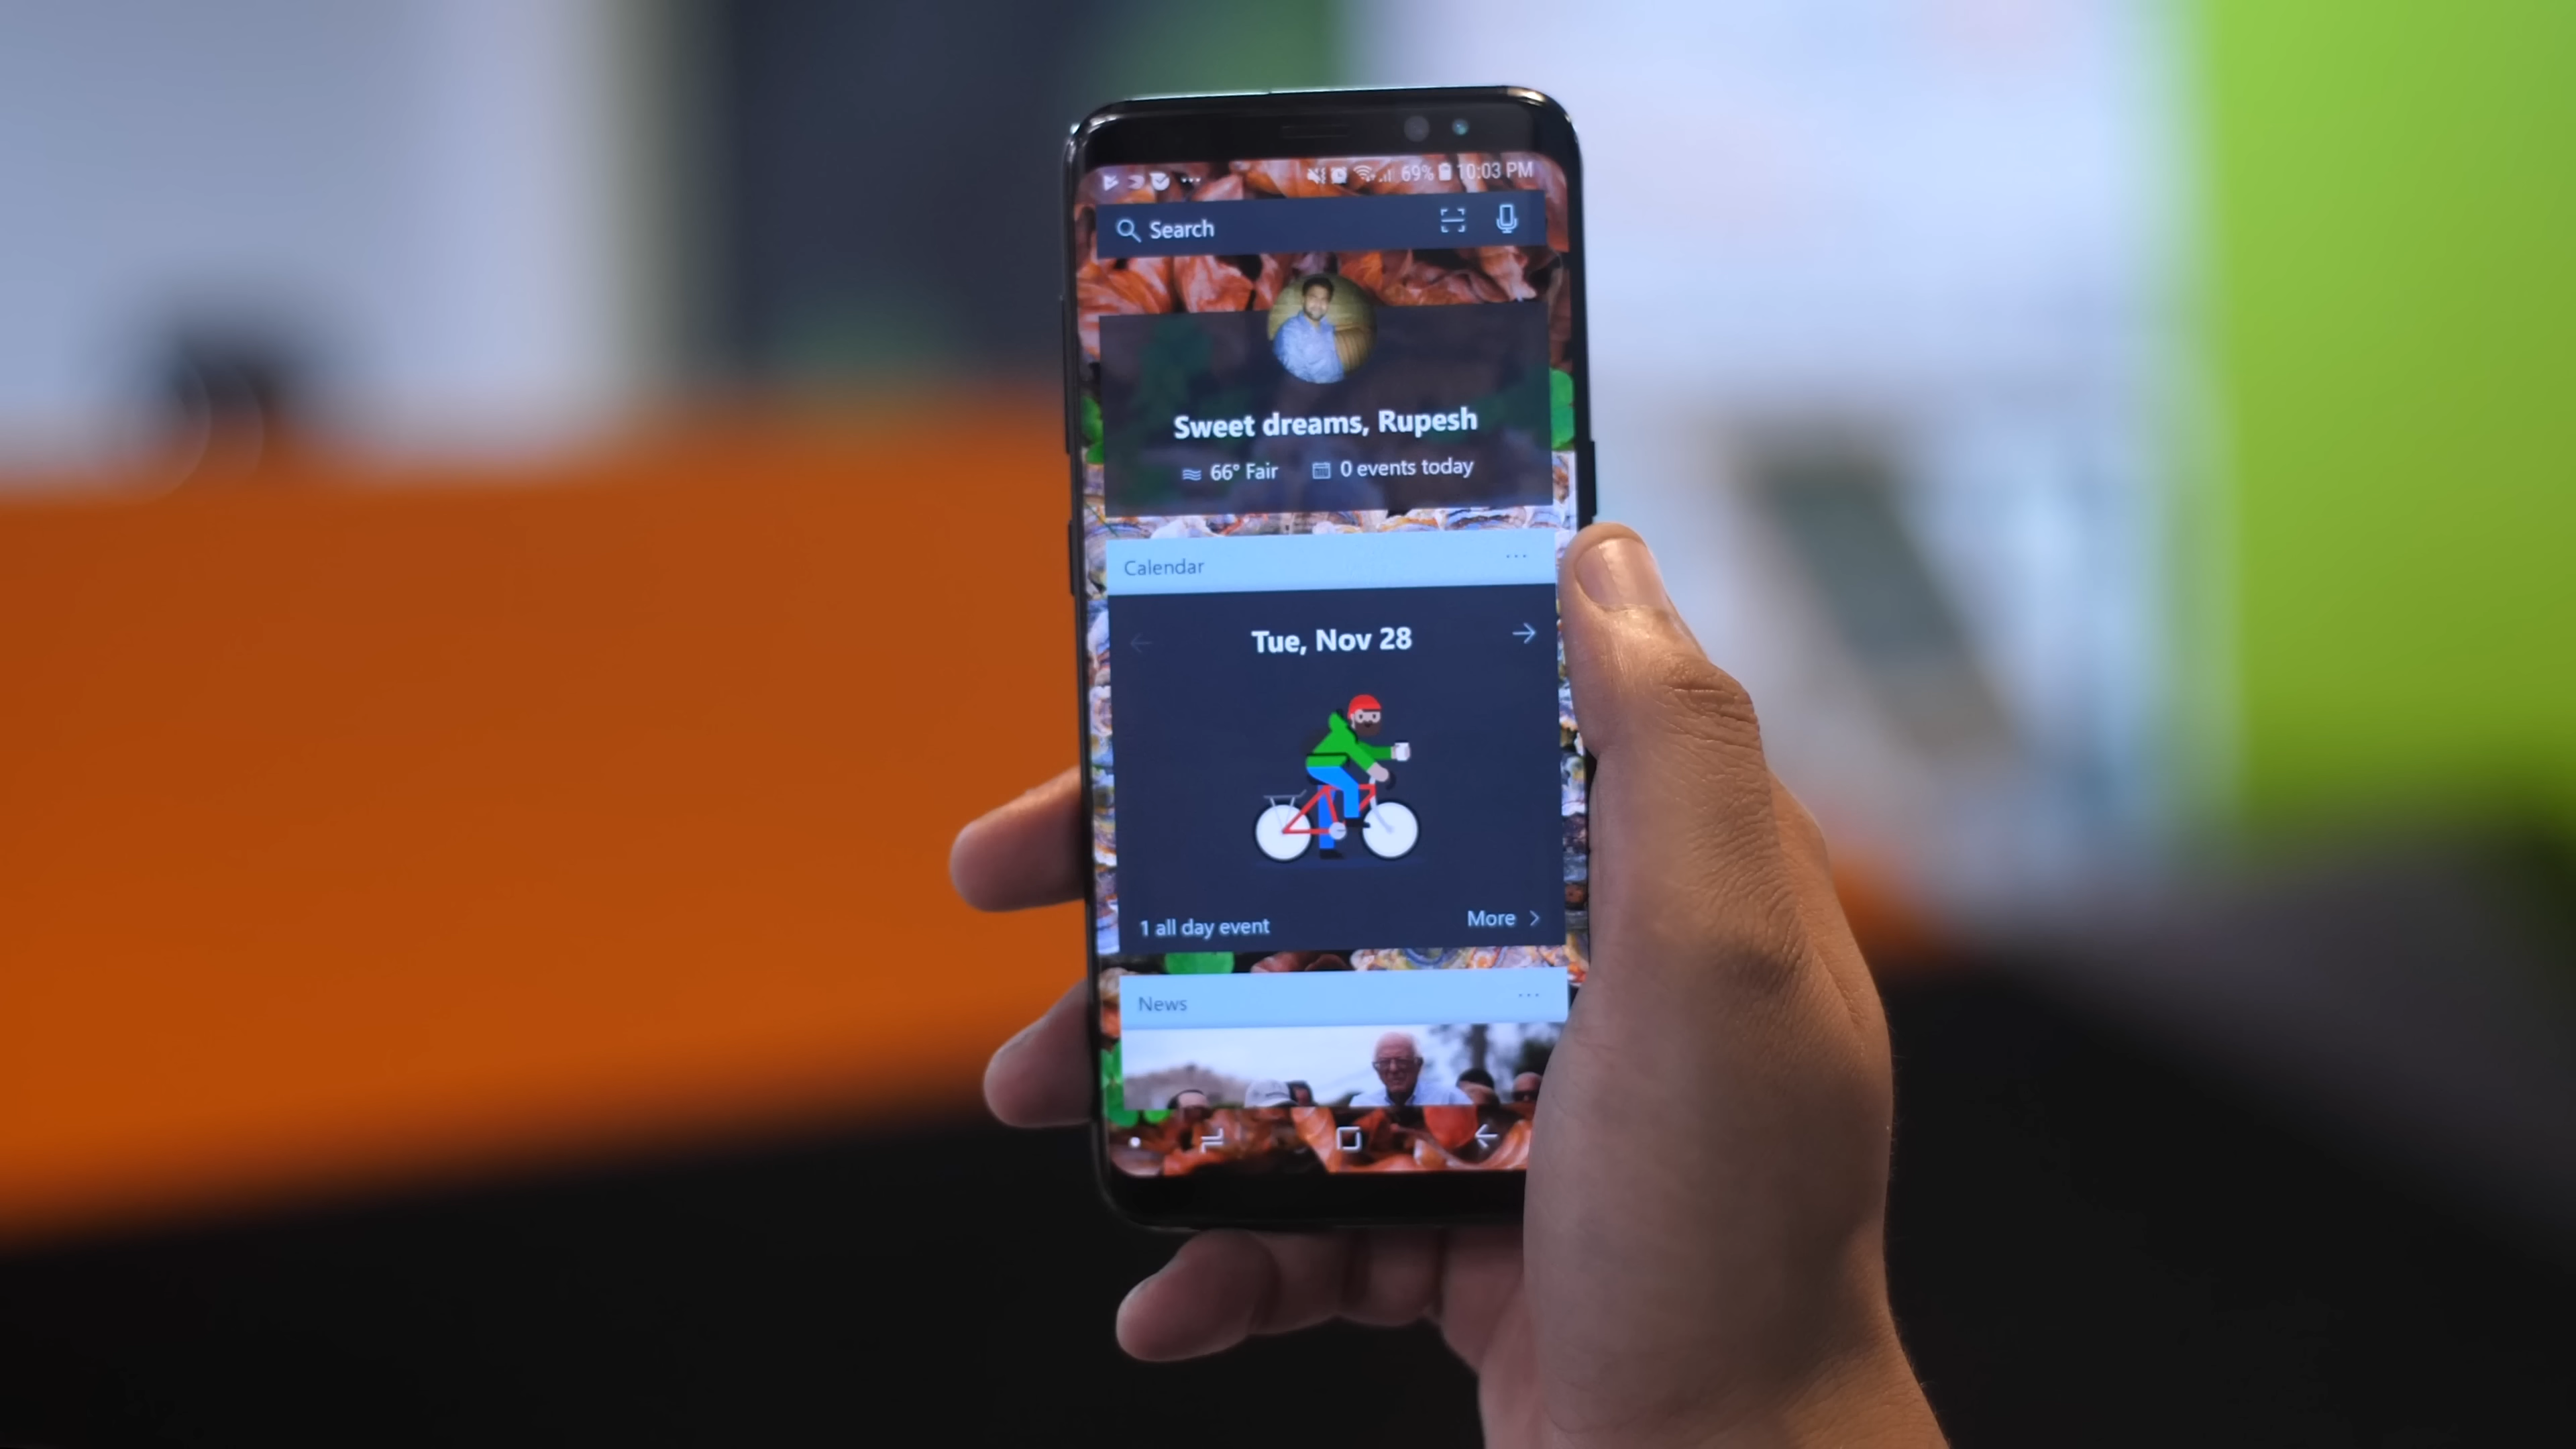 69% 10:03 PM
Search
Sweet dreams, Rupesh
66° Fair 0 events today
Calendar
Tue, Nov 28
1 all day event More
News